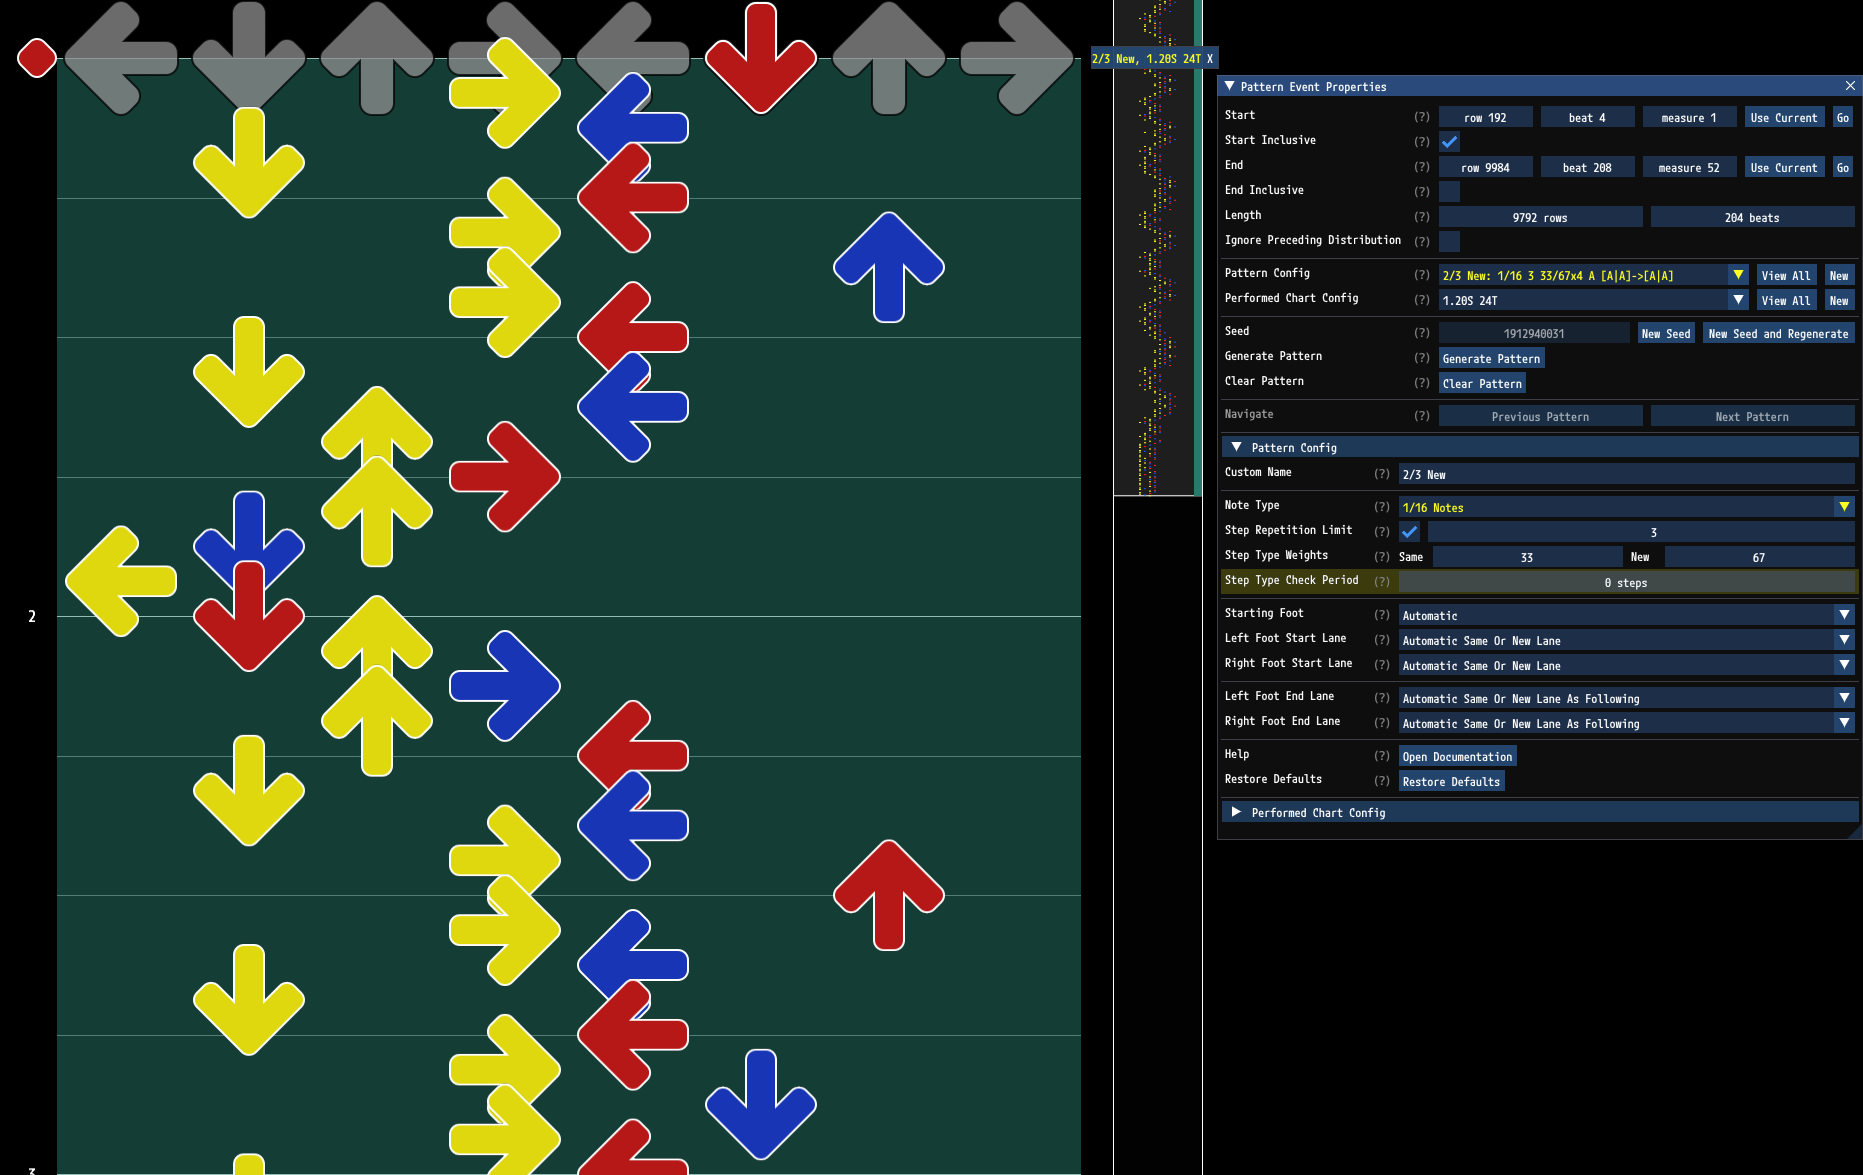 2/3 New, 1.20S 24T X
Pattern Event Properties
Start (?) row 192 beat 4 measure 1 Use Current Go
Start Inclusive (?)
End (?) row 9984 beat 208 measure 52 Use Current Go
End Inclusive (?)
Length (?) 9792 rows 204 beats
Ignore Preceding Distribution (?)
Pattern Config (?) 2/3 New: 1/16 3 33/67x4 A [A|A]->[A|A] View All New
Performed Chart Config (?) 1.20S 24T View All New
Seed (?) 1912940031 New Seed New Seed and Regenerate
Generate Pattern (?) Generate Pattern
Clear Pattern (?) Clear Pattern
Navigate (?) Previous Pattern Next Pattern
Pattern Config
Custom Name (?) 2/3 New
Note Type (?) 1/16 Notes
Step Repetition Limit (?) 3
Step Type Weights (?) Same 33 New 67
Step Type Check Period (?) 0 steps
Starting Foot (?) Automatic
Left Foot Start Lane (?) Automatic Same Or New Lane
Right Foot Start Lane (?) Automatic Same Or New Lane
Left Foot End Lane (?) Automatic Same Or New Lane As Following
Right Foot End Lane (?) Automatic Same Or New Lane As Following
Help (?) Open Documentation
Restore Defaults (?) Restore Defaults
Performed Chart Config
2
3